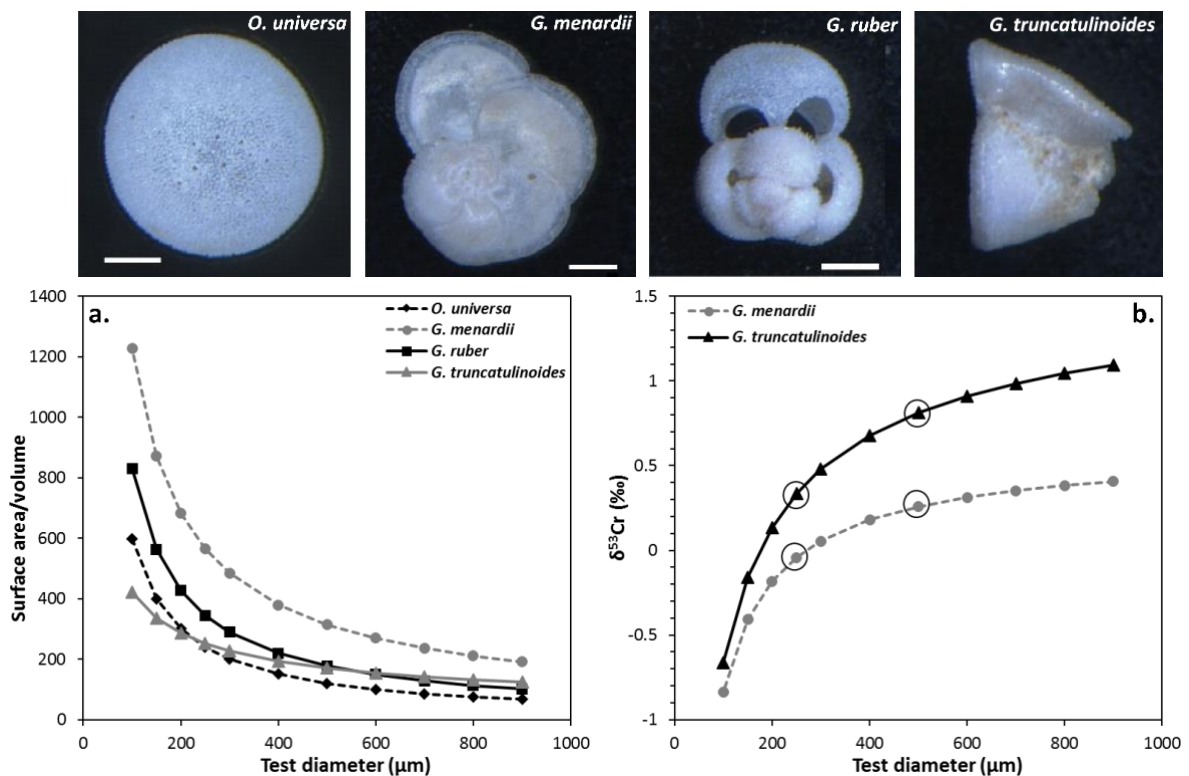 O. universa
G. menardii
G. ruber
G. truncatulinoides
a.
O. universa
G. menardii
G. ruber
G. truncatulinoides
1400
1200
1000
800
600
400
200
0
Surface area/volume
0 200 400 600 800 1000
Test diameter (μm)
b.
G. menardii
G. truncatulinoides
1.5
1
0.5
0
-0.5
-1
δ⁵³Cr (‰)
0 200 400 600 800 1000
Test diameter (μm)